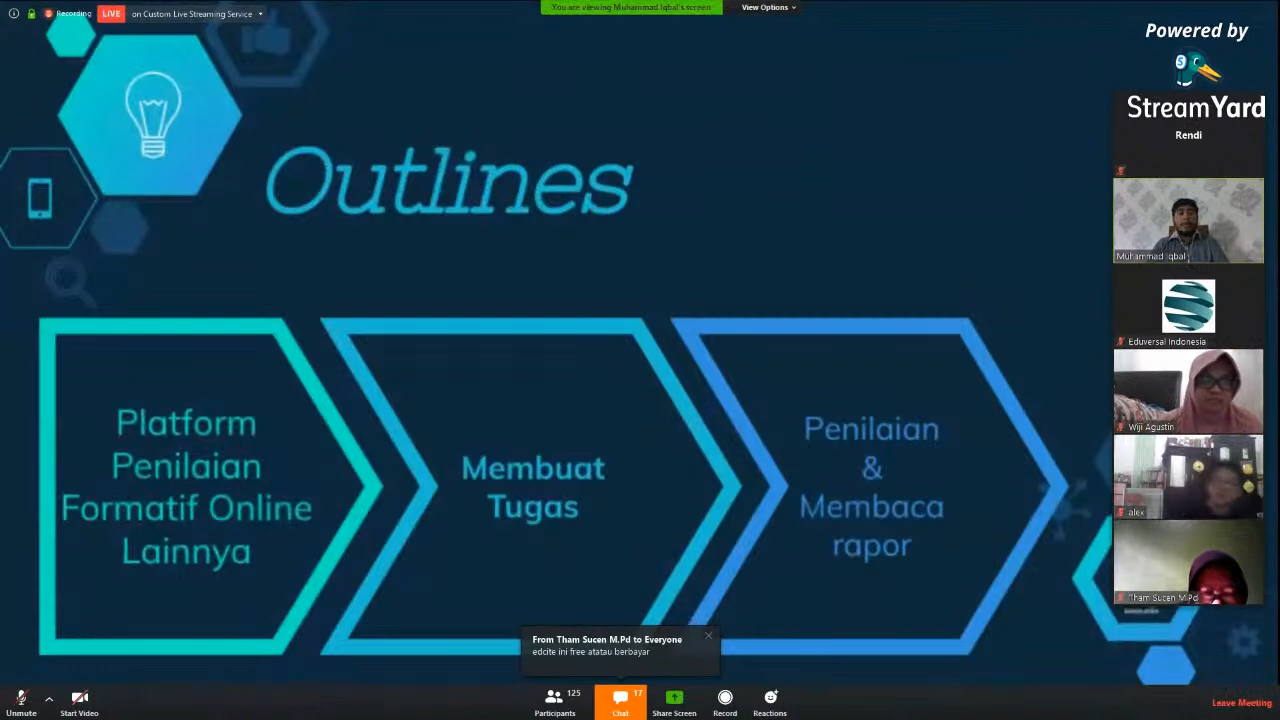 Recording
LIVE
on Custom Live Streaming Service
You are viewing Muhammad Iqbal's screen
View Options
Powered by
S
StreamYard
Rendi
Outlines
Muhammad Iqbal
Eduversal Indonesia
Wiji Agustin
alex
Tham Sucen M.Pd
Platform
Penilaian
Formatif Online
Lainnya
Membuat
Tugas
Penilaian
&
Membaca
rapor
From Tham Sucen M.Pd to Everyone
edcite ini free atatau berbayar
Unmute
Start Video
Participants
125
Chat
17
Share Screen
Record
Reactions
Leave Meeting